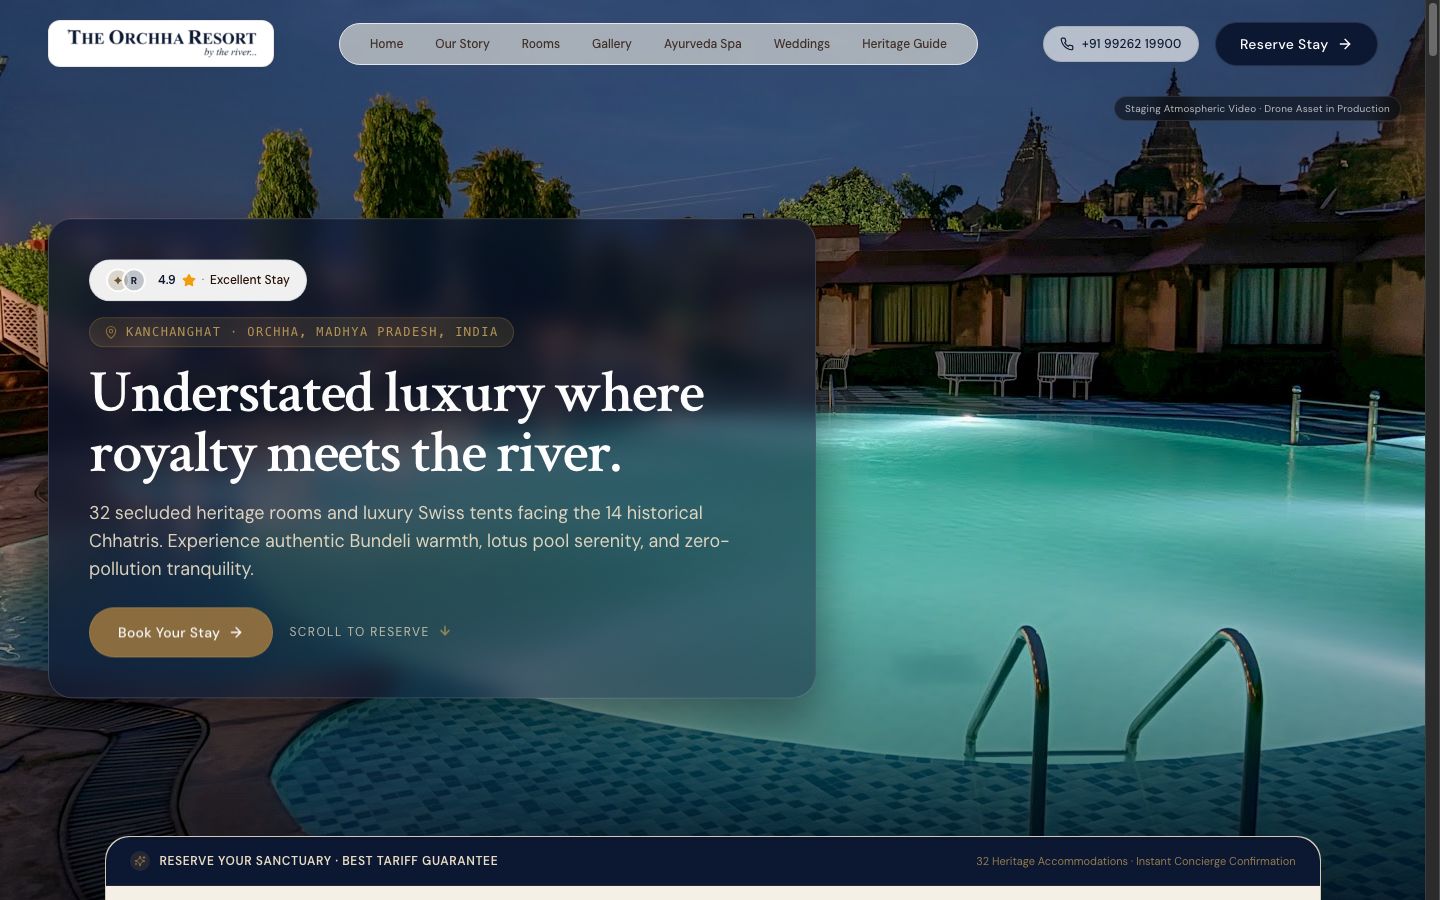 THE ORCHHA RESORT
by the river...
Home
Our Story
Rooms
Gallery
Ayurveda Spa
Weddings
Heritage Guide
+91 99262 19900
Reserve Stay
Staging Atmospheric Video · Drone Asset in Production
R
4.9 · Excellent Stay
KANCHANGHAT · ORCHHA, MADHYA PRADESH, INDIA
Understated luxury where
royalty meets the river.
32 secluded heritage rooms and luxury Swiss tents facing the 14 historical
Chhatris. Experience authentic Bundeli warmth, lotus pool serenity, and zero-
pollution tranquility.
Book Your Stay
SCROLL TO RESERVE
RESERVE YOUR SANCTUARY · BEST TARIFF GUARANTEE
32 Heritage Accommodations · Instant Concierge Confirmation